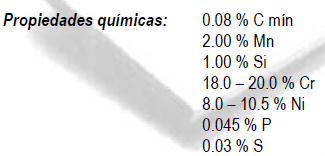 Propiedades químicas: 0.08 % C mín
2.00 % Mn
1.00 % Si
18.0 – 20.0 % Cr
8.0 – 10.5 % Ni
0.045 % P
0.03 % S